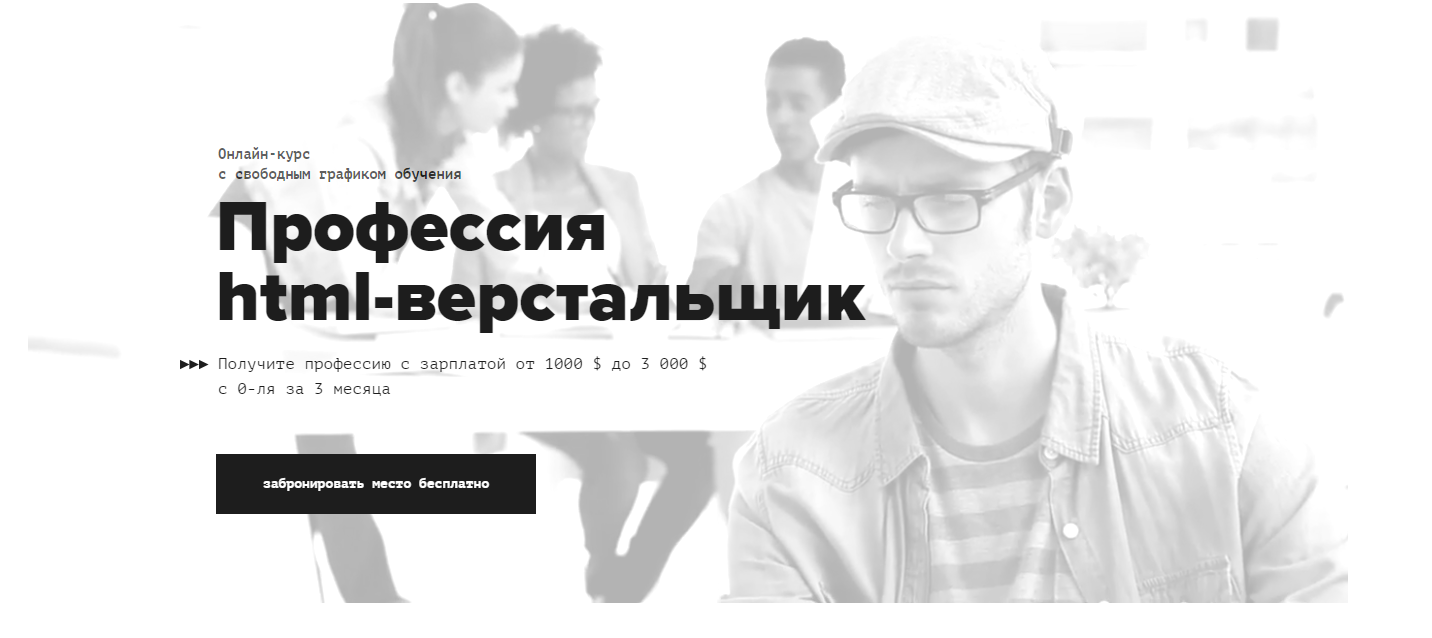 Онлайн-курс
с свободным графиком обучения
Профессия
html-верстальщик
▶▶▶ Получите профессию с зарплатой от 1000 $ до 3 000 $
с 0-ля за 3 месяца
забронировать место бесплатно